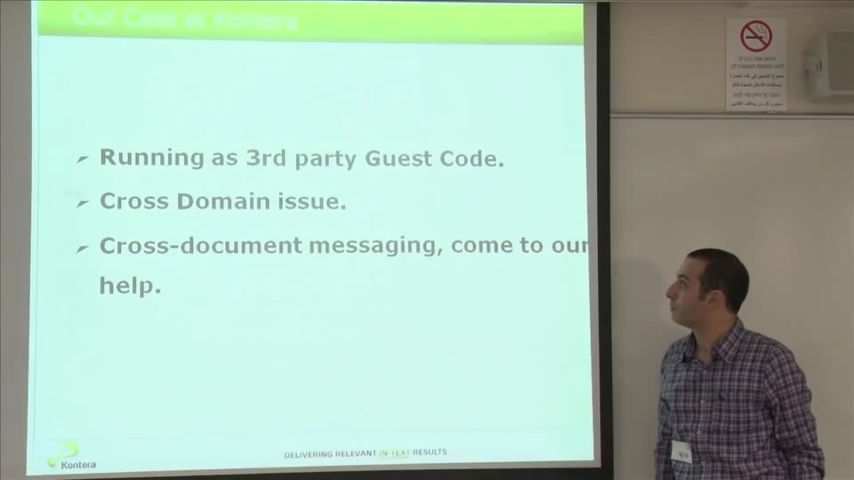 Our Case at Kontera
Running as 3rd party Guest Code.
Cross Domain issue.
Cross-document messaging, come to our
help.
Kontera
DELIVERING RELEVANT IN-TEXT RESULTS